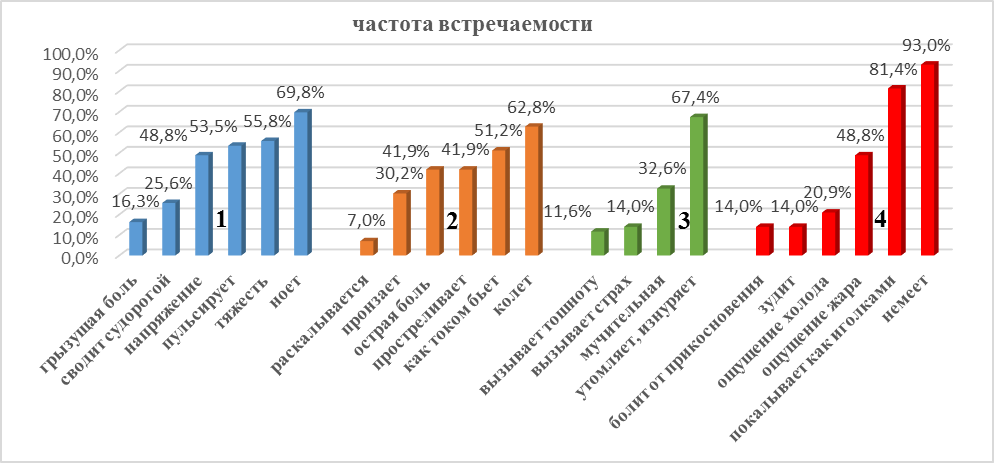 частота встречаемости
100,0%
90,0%
80,0%
70,0%
60,0%
50,0%
40,0%
30,0%
20,0%
10,0%
0,0%
16,3%
25,6%
48,8%
53,5%
55,8%
69,8%
7,0%
30,2%
41,9%
41,9%
51,2%
62,8%
11,6%
14,0%
32,6%
67,4%
14,0%
14,0%
20,9%
48,8%
81,4%
93,0%
1
2
3
4
грызущая боль
сводит судорогой
напряжение
пульсирует
тяжесть
ноет
раскалывается
пронзает
острая боль
простреливает
как током бьет
колет
вызывает тошноту
вызывает страх
мучительная
утомляет, изнуряет
болит от прикосновения
зудит
ощущение холода
ощущение жара
покалывает как иголками
немеет